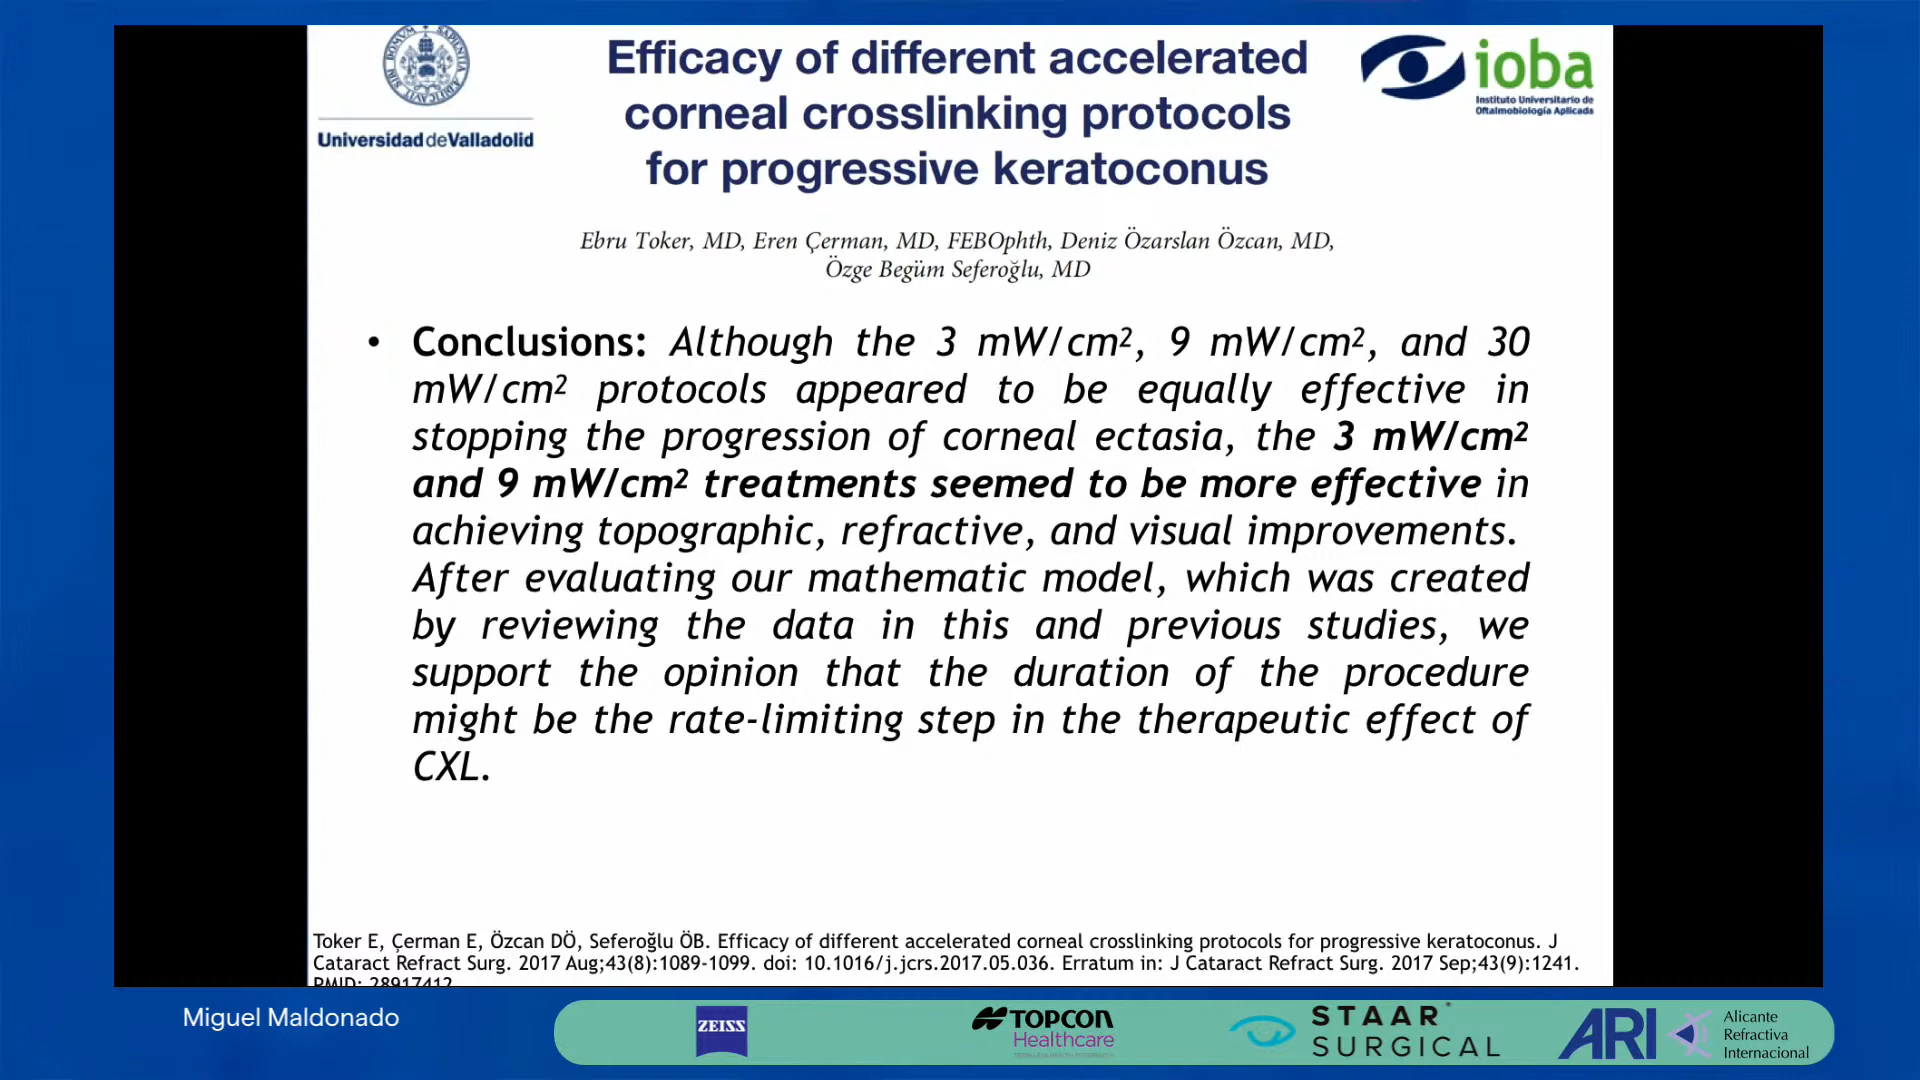 Efficacy of different accelerated
corneal crosslinking protocols
for progressive keratoconus
Universidad de Valladolid
ioba
Instituto Universitario de
Oftalmobiología Aplicada
Ebru Toker, MD, Eren Çerman, MD, FEBOphth, Deniz Özarslan Özcan, MD,
Özge Begüm Seferoğlu, MD
• Conclusions: Although the 3 mW/cm², 9 mW/cm², and 30
mW/cm² protocols appeared to be equally effective in
stopping the progression of corneal ectasia, the 3 mW/cm²
and 9 mW/cm² treatments seemed to be more effective in
achieving topographic, refractive, and visual improvements.
After evaluating our mathematic model, which was created
by reviewing the data in this and previous studies, we
support the opinion that the duration of the procedure
might be the rate-limiting step in the therapeutic effect of
CXL.
Toker E, Çerman E, Özcan DÖ, Seferoğlu ÖB. Efficacy of different accelerated corneal crosslinking protocols for progressive keratoconus. J
Cataract Refract Surg. 2017 Aug;43(8):1089-1099. doi: 10.1016/j.jcrs.2017.05.036. Erratum in: J Cataract Refract Surg. 2017 Sep;43(9):1241.
PMID: 28917412
Miguel Maldonado
ZEISS
TOPCON
Healthcare
STAAR
SURGICAL
ARI
Alicante
Refractiva
Internacional